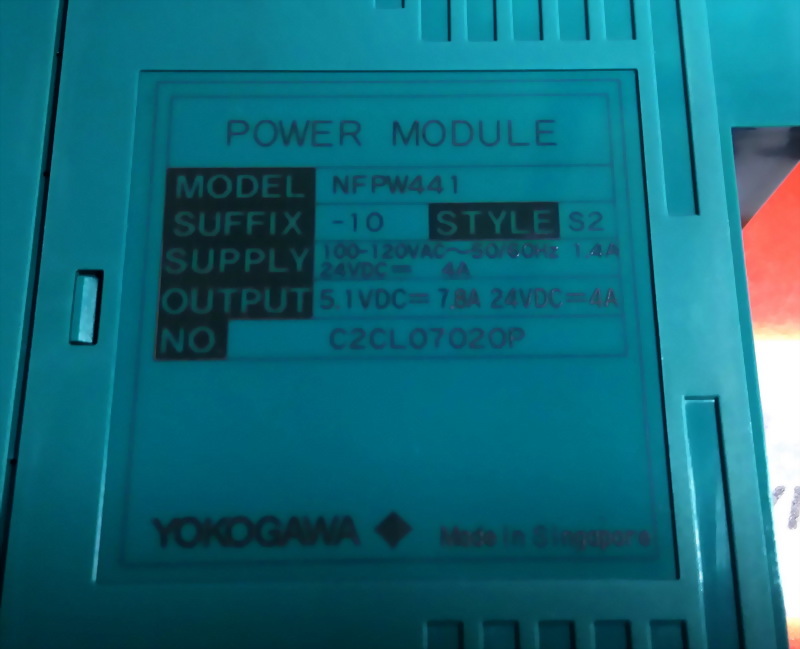 POWER MODULE
MODEL NFPW441
SUFFIX -10 STYLE S2
SUPPLY 100-120VAC~50/60Hz 1.4A
24VDC⎓ 4A
OUTPUT 5.1VDC⎓ 7.8A 24VDC⎓4A
NO C2CL07020P
YOKOGAWA Made in Singapore